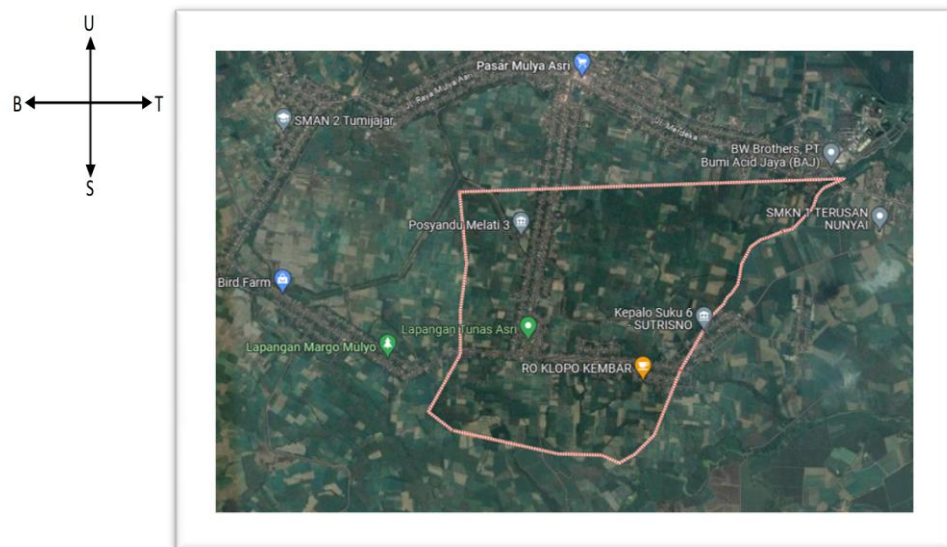 U
B
T
S
Pasar Mulya Asri
Jl. Raya Mulya Asri
SMAN 2 Tumijajar
Jl. Merdeka
BW Brothers, PT
Bumi Acid Jaya (BAJ)
SMKN 1 TERUSAN
NUNYAI
Posyandu Melati 3
Bird Farm
Kepalo Suku 6
SUTRISNO
Lapangan Tunas Asri
Lapangan Margo Mulyo
RO KLOPO KEMBAR